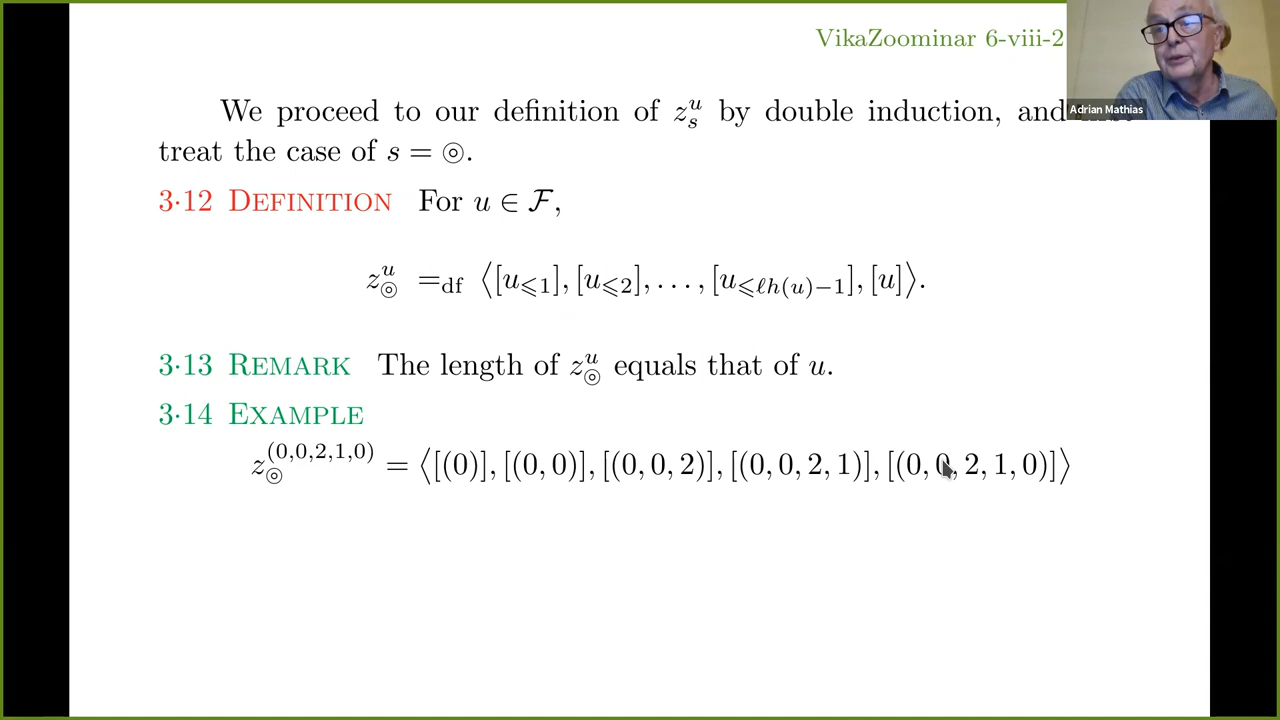 VikaZoominar 6-viii-2
Adrian Mathias
We proceed to our definition of z^u_s by double induction, and
treat the case of s = ⊚.
3·12 DEFINITION For u ∈ ℱ,
z^u_⊚ =_df ⟨[u_⩽1], [u_⩽2], . . . , [u_⩽ℓh(u)−1], [u]⟩.
3·13 REMARK The length of z^u_⊚ equals that of u.
3·14 EXAMPLE
z^(0,0,2,1,0)_⊚ = ⟨[(0)], [(0, 0)], [(0, 0, 2)], [(0, 0, 2, 1)], [(0, 0, 2, 1, 0)]⟩